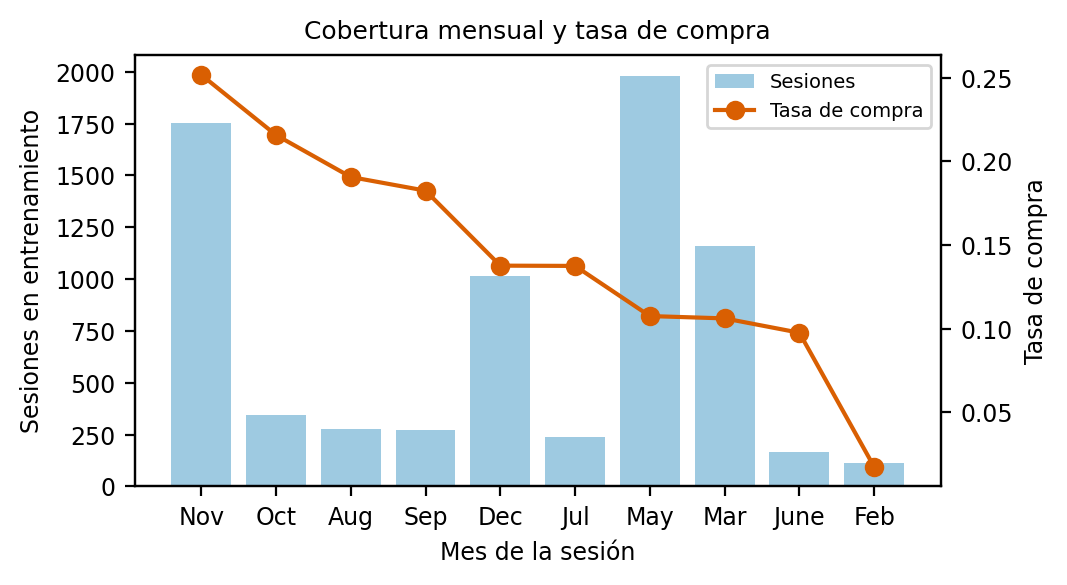 Cobertura mensual y tasa de compra
Sesiones
Tasa de compra
Sesiones en entrenamiento
2000
1750
1500
1250
1000
750
500
250
0
0.25
0.20
0.15
0.10
0.05
Tasa de compra
Nov Oct Aug Sep Dec Jul May Mar June Feb
Mes de la sesión